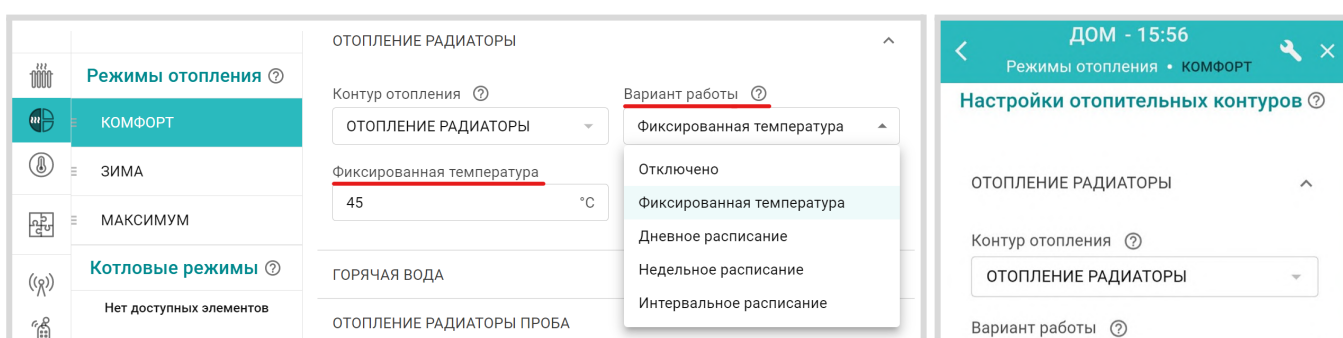 ОТОПЛЕНИЕ РАДИАТОРЫ
Режимы отопления
Контур отопления
Вариант работы
КОМФОРТ
ОТОПЛЕНИЕ РАДИАТОРЫ
Фиксированная температура
ЗИМА
Фиксированная температура
Отключено
45 °C
Фиксированная температура
МАКСИМУМ
Дневное расписание
Котловые режимы
ГОРЯЧАЯ ВОДА
Недельное расписание
Нет доступных элементов
Интервальное расписание
ОТОПЛЕНИЕ РАДИАТОРЫ ПРОБА
ДОМ - 15:56
Режимы отопления • КОМФОРТ
Настройки отопительных контуров
ОТОПЛЕНИЕ РАДИАТОРЫ
Контур отопления
ОТОПЛЕНИЕ РАДИАТОРЫ
Вариант работы